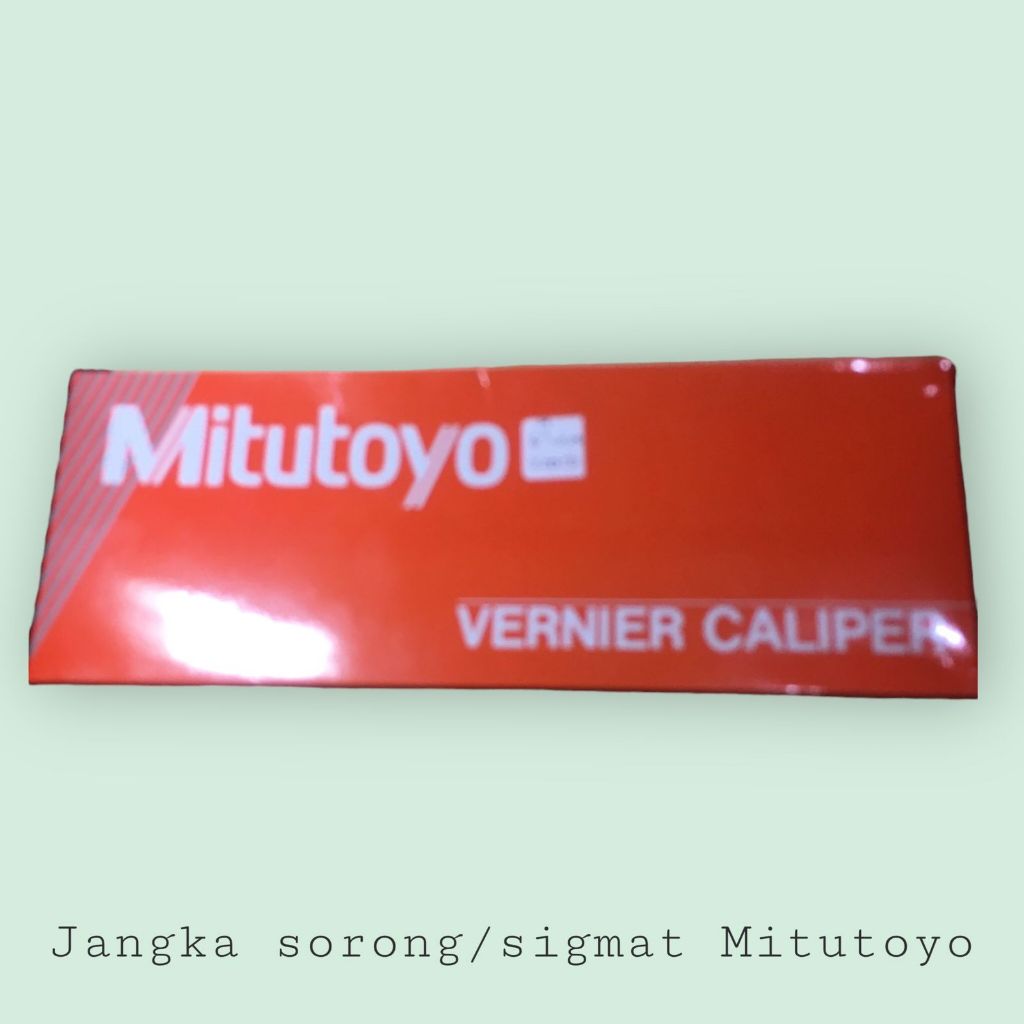 Mitutoyo
VERNIER CALIPER
Jangka sorong/sigmat Mitutoyo